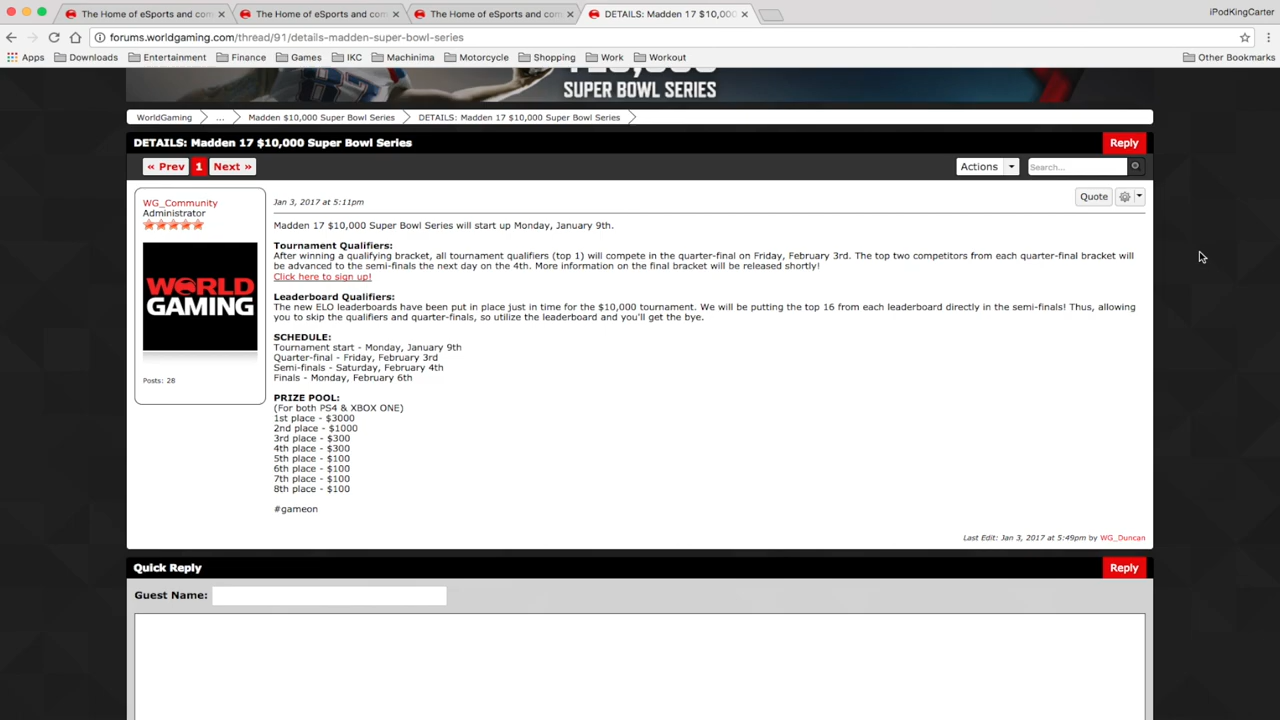 The Home of eSports and com
The Home of eSports and com
The Home of eSports and com
DETAILS: Madden 17 $10,000
iPodKingCarter
forums.worldgaming.com/thread/91/details-madden-super-bowl-series
Apps
Downloads
Entertainment
Finance
Games
IKC
Machinima
Motorcycle
Shopping
Work
Workout
Other Bookmarks
SUPER BOWL SERIES
WorldGaming
...
Madden $10,000 Super Bowl Series
DETAILS: Madden 17 $10,000 Super Bowl Series
DETAILS: Madden 17 $10,000 Super Bowl Series
Reply
« Prev
1
Next »
Actions
Search...
WG_Community
Administrator
WORLD
GAMING
Posts: 28
Jan 3, 2017 at 5:11pm
Quote
Madden 17 $10,000 Super Bowl Series will start up Monday, January 9th.
Tournament Qualifiers:
After winning a qualifying bracket, all tournament qualifiers (top 1) will compete in the quarter-final on Friday, February 3rd. The top two competitors from each quarter-final bracket will
be advanced to the semi-finals the next day on the 4th. More information on the final bracket will be released shortly!
Click here to sign up!
Leaderboard Qualifiers:
The new ELO leaderboards have been put in place just in time for the $10,000 tournament. We will be putting the top 16 from each leaderboard directly in the semi-finals! Thus, allowing
you to skip the qualifiers and quarter-finals, so utilize the leaderboard and you'll get the bye.
SCHEDULE:
Tournament start - Monday, January 9th
Quarter-final - Friday, February 3rd
Semi-finals - Saturday, February 4th
Finals - Monday, February 6th
PRIZE POOL:
(For both PS4 & XBOX ONE)
1st place - $3000
2nd place - $1000
3rd place - $300
4th place - $300
5th place - $100
6th place - $100
7th place - $100
8th place - $100
#gameon
Last Edit: Jan 3, 2017 at 5:49pm by WG_Duncan
Quick Reply
Reply
Guest Name: